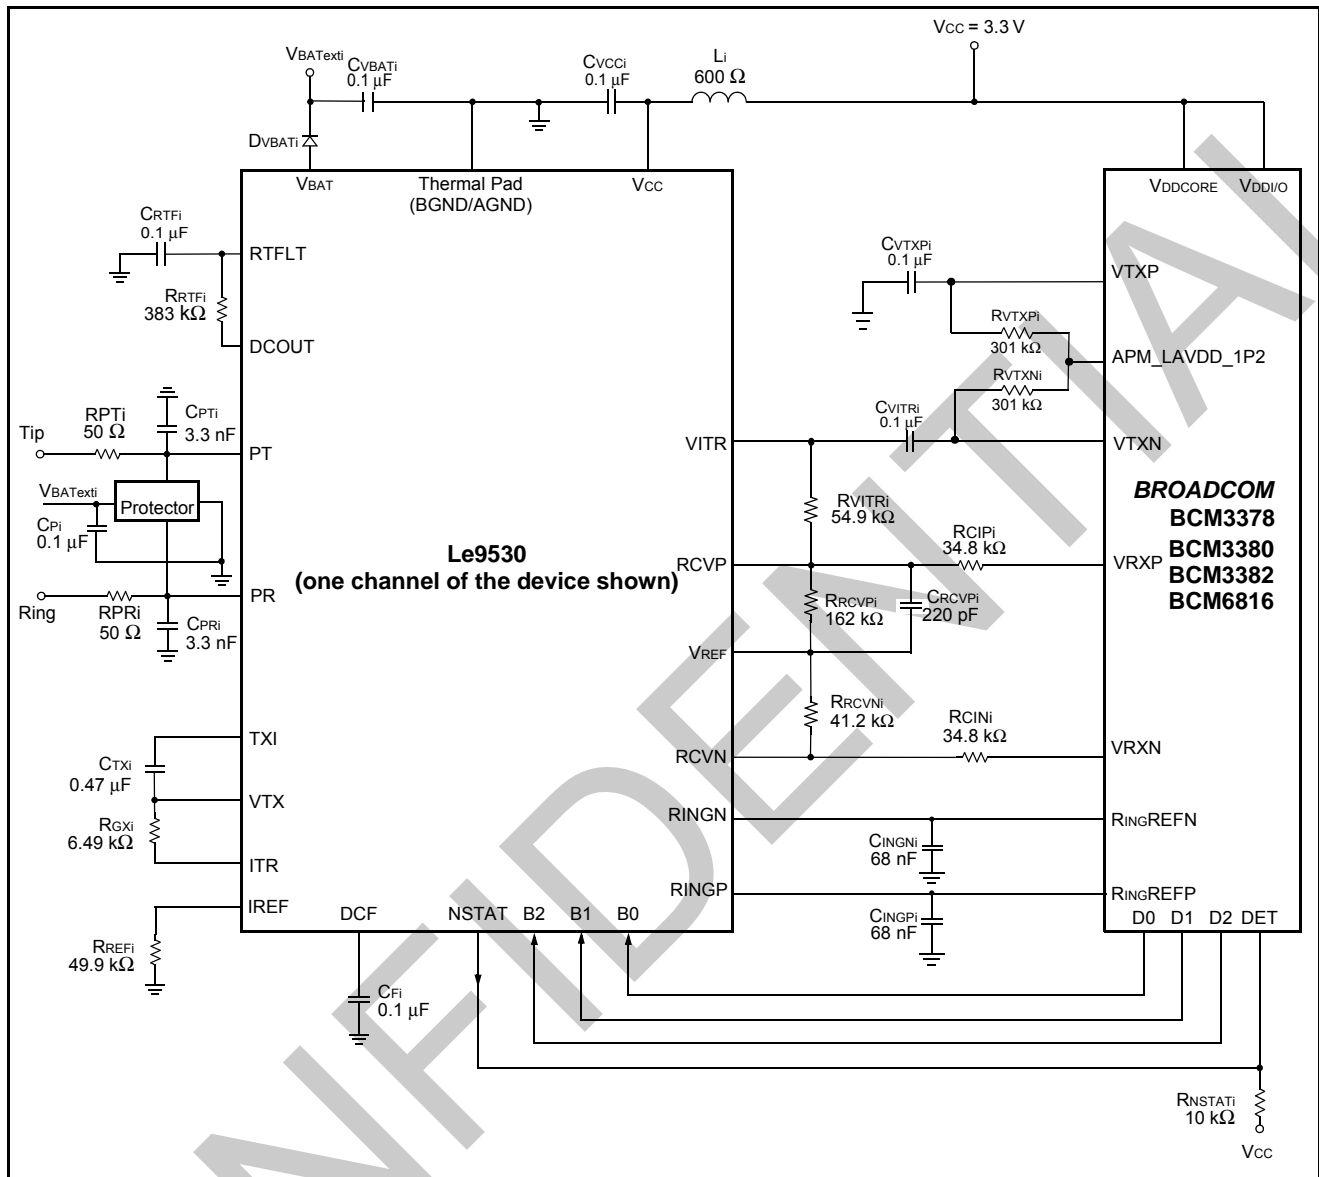 VCC = 3.3 V
VBATexti
CVBATi
0.1 µF
CVCCi
0.1 µF
Li
600 Ω
DVBATi
VBAT
Thermal Pad
(BGND/AGND)
VCC
VDDCORE
VDDI/O
CRTFi
0.1 µF
RTFLT
RRTFi
383 kΩ
DCOUT
CVTXPi
0.1 µF
VTXP
RVTXPi
301 kΩ
APM_LAVDD_1P2
RVTXNi
301 kΩ
CVITRi
0.1 µF
VITR
VTXN
Tip
RPTi
50 Ω
CPTi
3.3 nF
PT
VBATexti
Protector
CPi
0.1 µF
Ring
RPRi
50 Ω
CPRi
3.3 nF
PR
Le9530
(one channel of the device shown)
BROADCOM
BCM3378
BCM3380
BCM3382
BCM6816
RVITRi
54.9 kΩ
RCIPi
34.8 kΩ
RCVP
VRXP
RRCVPi
162 kΩ
CRCVPi
220 pF
VREF
RRCVNi
41.2 kΩ
RCINi
34.8 kΩ
RCVN
VRXN
TXI
CTXi
0.47 µF
VTX
RGXi
6.49 kΩ
ITR
IREF
RREFi
49.9 kΩ
RINGN
CINGNi
68 nF
RINGREFN
RINGP
CINGPi
68 nF
RINGREFP
DCF
NSTAT
B2
B1
B0
D0
D1
D2
DET
CFi
0.1 µF
RNSTATi
10 kΩ
VCC
NFIDENTIAL